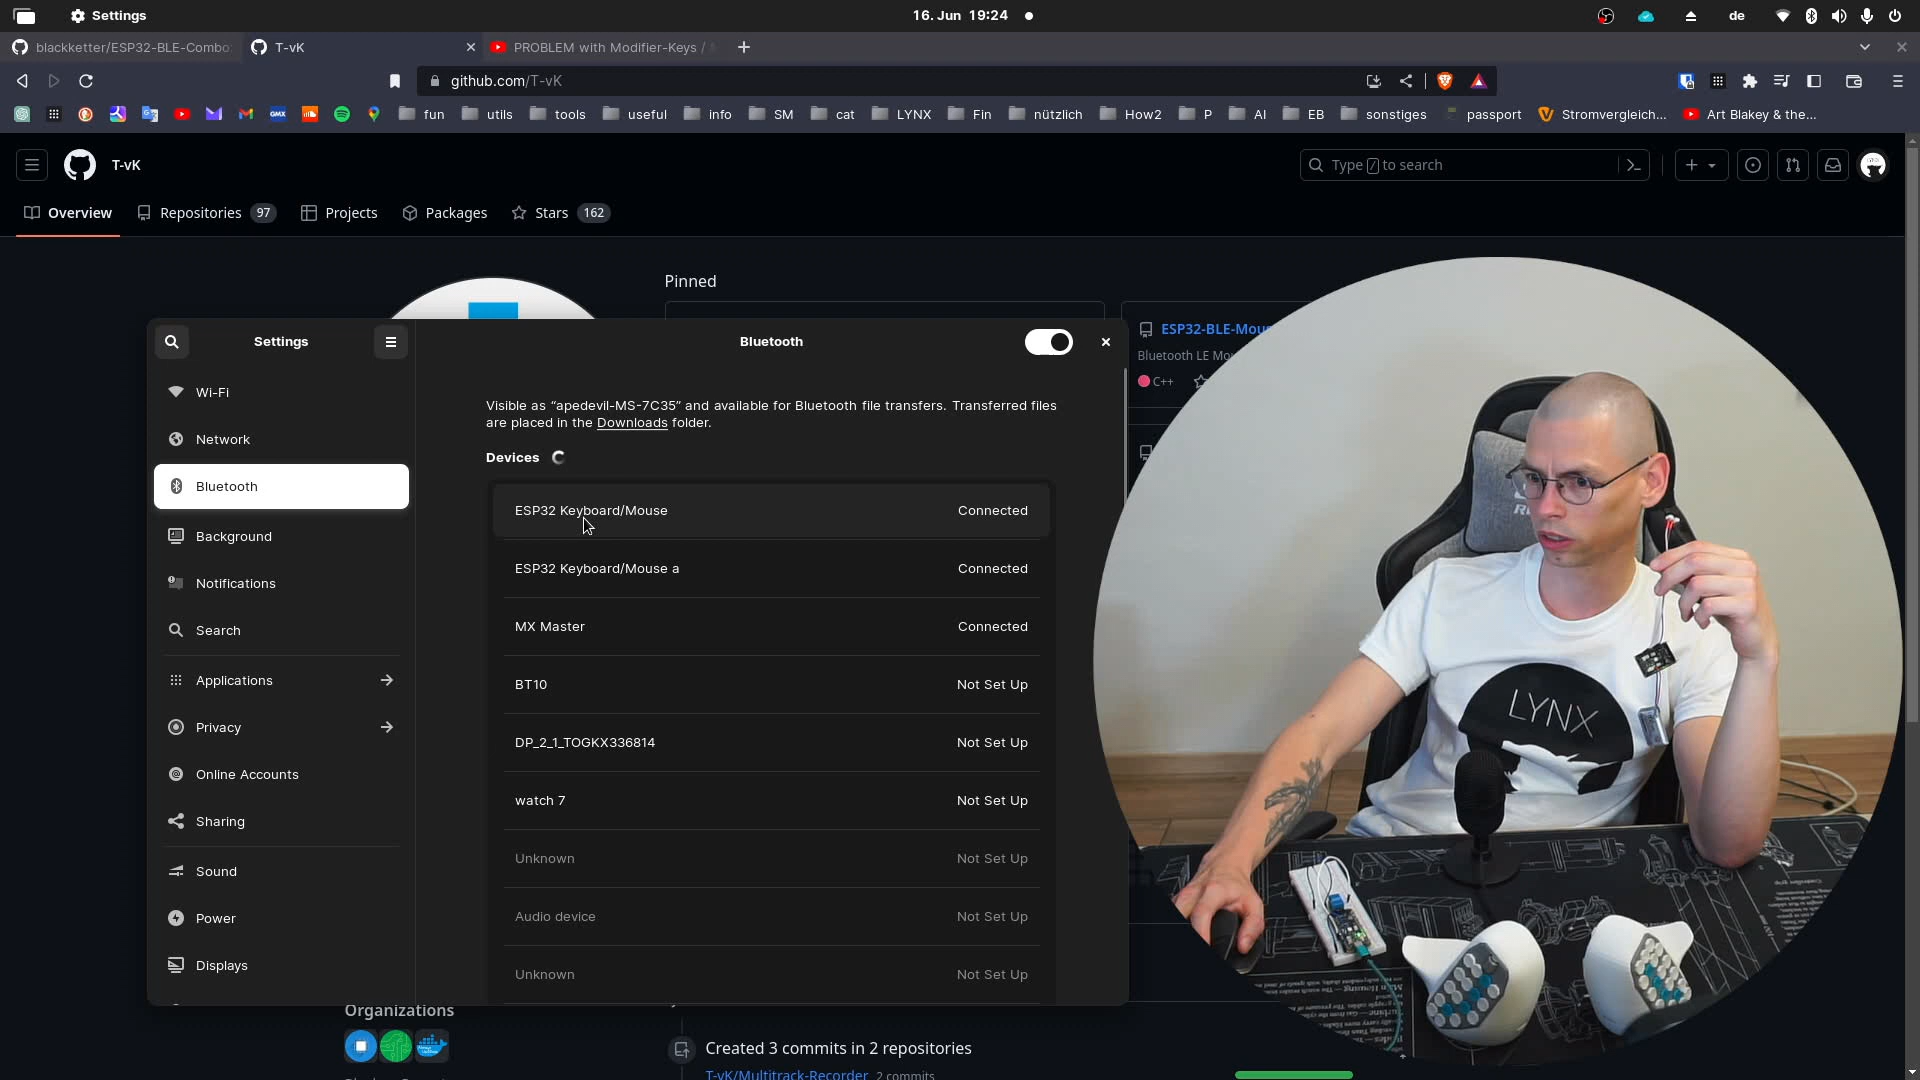 Settings
16. Jun 19:24
de
blackketter/ESP32-BLE-Combo
T-vK
PROBLEM with Modifier-Keys /
github.com/T-vK
GMX
fun
utils
tools
useful
info
SM
cat
LYNX
Fin
nützlich
How2
P
AI
EB
sonstiges
passport
Stromvergleich...
Art Blakey & the...
T-vK
Type / to search
Overview
Repositories 97
Projects
Packages
Stars 162
Pinned
ESP32-BLE-Mou
Bluetooth LE Mo
C++
Settings
Wi-Fi
Network
Bluetooth
Background
Notifications
Search
Applications
Privacy
Online Accounts
Sharing
Sound
Power
Displays
Bluetooth
Visible as “apedevil-MS-7C35” and available for Bluetooth file transfers. Transferred files
are placed in the Downloads folder.
Devices
ESP32 Keyboard/Mouse Connected
ESP32 Keyboard/Mouse a Connected
MX Master Connected
BT10 Not Set Up
DP_2_1_TOGKX336814 Not Set Up
watch 7 Not Set Up
Unknown Not Set Up
Audio device Not Set Up
Unknown Not Set Up
LYNX
Organizations
Created 3 commits in 2 repositories
T-vK/Multitrack-Recorder 2 commits